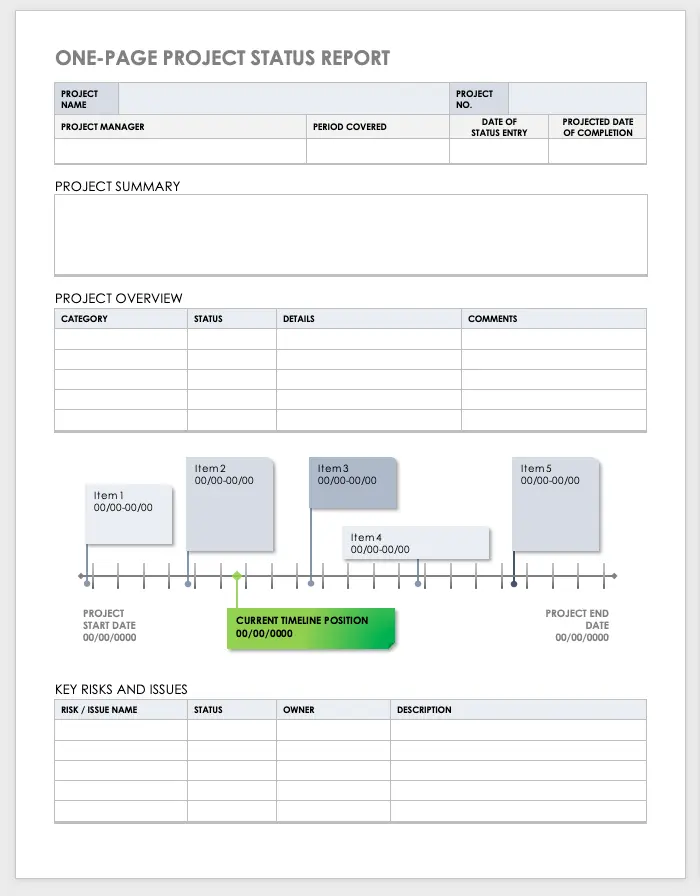 ONE-PAGE PROJECT STATUS REPORT
PROJECT
NAME
PROJECT
NO.
PROJECT MANAGER
PERIOD COVERED
DATE OF
STATUS ENTRY
PROJECTED DATE
OF COMPLETION
PROJECT SUMMARY
PROJECT OVERVIEW
CATEGORY
STATUS
DETAILS
COMMENTS
Item 1
00/00-00/00
Item 2
00/00-00/00
Item 3
00/00-00/00
Item 4
00/00-00/00
Item 5
00/00-00/00
PROJECT
START DATE
00/00/0000
CURRENT TIMELINE POSITION
00/00/0000
PROJECT END
DATE
00/00/0000
KEY RISKS AND ISSUES
RISK / ISSUE NAME
STATUS
OWNER
DESCRIPTION